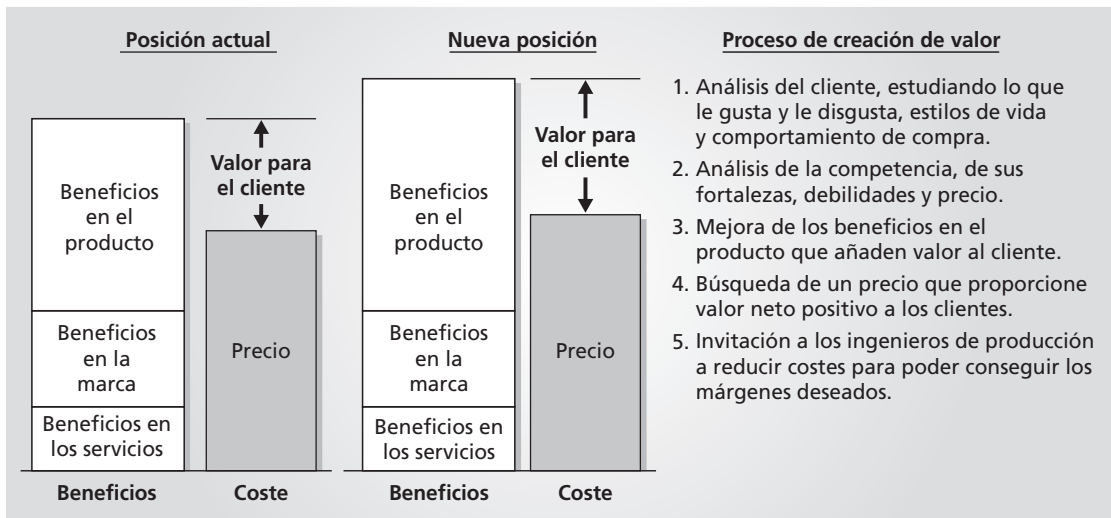 Posición actual
Nueva posición
Proceso de creación de valor
Valor para
el cliente
Beneficios
en el
producto
Beneficios
en la
marca
Beneficios en
los servicios
Precio
Beneficios
Coste
Valor para
el cliente
Beneficios
en el
producto
Beneficios
en la
marca
Beneficios en
los servicios
Precio
Beneficios
Coste
1. Análisis del cliente, estudiando lo que
le gusta y le disgusta, estilos de vida
y comportamiento de compra.
2. Análisis de la competencia, de sus
fortalezas, debilidades y precio.
3. Mejora de los beneficios en el
producto que añaden valor al cliente.
4. Búsqueda de un precio que proporcione
valor neto positivo a los clientes.
5. Invitación a los ingenieros de producción
a reducir costes para poder conseguir los
márgenes deseados.